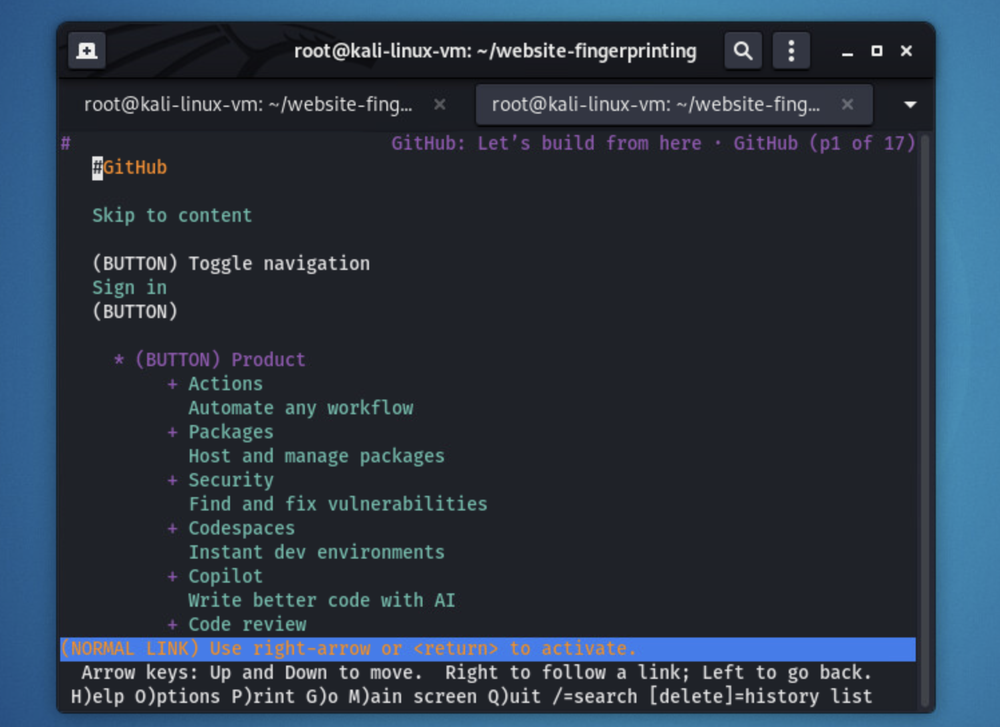 root@kali-linux-vm: ~/website-fingerprinting
root@kali-linux-vm: ~/website-fing...
root@kali-linux-vm: ~/website-fing...
# GitHub: Let’s build from here · GitHub (p1 of 17)
#GitHub
Skip to content
(BUTTON) Toggle navigation
Sign in
(BUTTON)
* (BUTTON) Product
+ Actions
Automate any workflow
+ Packages
Host and manage packages
+ Security
Find and fix vulnerabilities
+ Codespaces
Instant dev environments
+ Copilot
Write better code with AI
+ Code review
(NORMAL LINK) Use right-arrow or <return> to activate.
Arrow keys: Up and Down to move.  Right to follow a link; Left to go back.
H)elp O)ptions P)rint G)o M)ain screen Q)uit /=search [delete]=history list